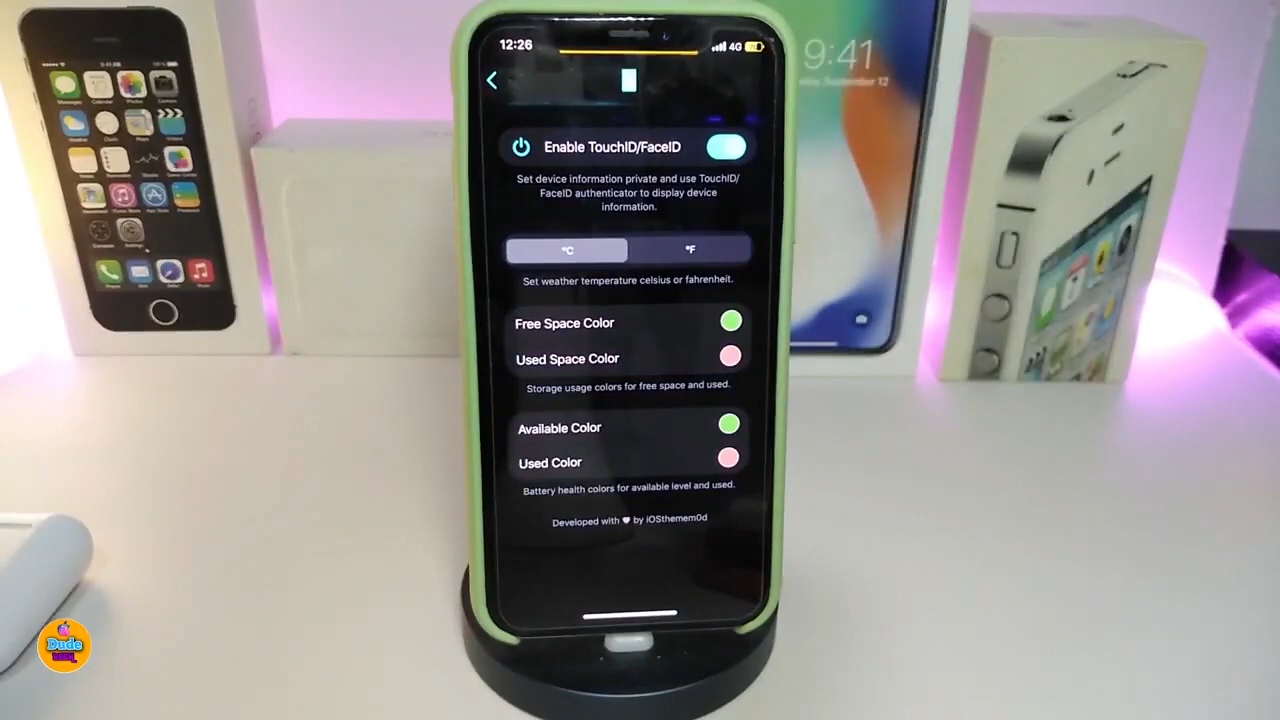 12:26
4G
Enable TouchID/FaceID
Set device information private and use TouchID/
FaceID authenticator to display device
information.
°C
°F
Set weather temperature celsius or fahrenheit.
Free Space Color
Used Space Color
Storage usage colors for free space and used.
Available Color
Used Color
Battery health colors for available level and used.
Developed with ♥ by iOSthemem0d
9:41
Dude